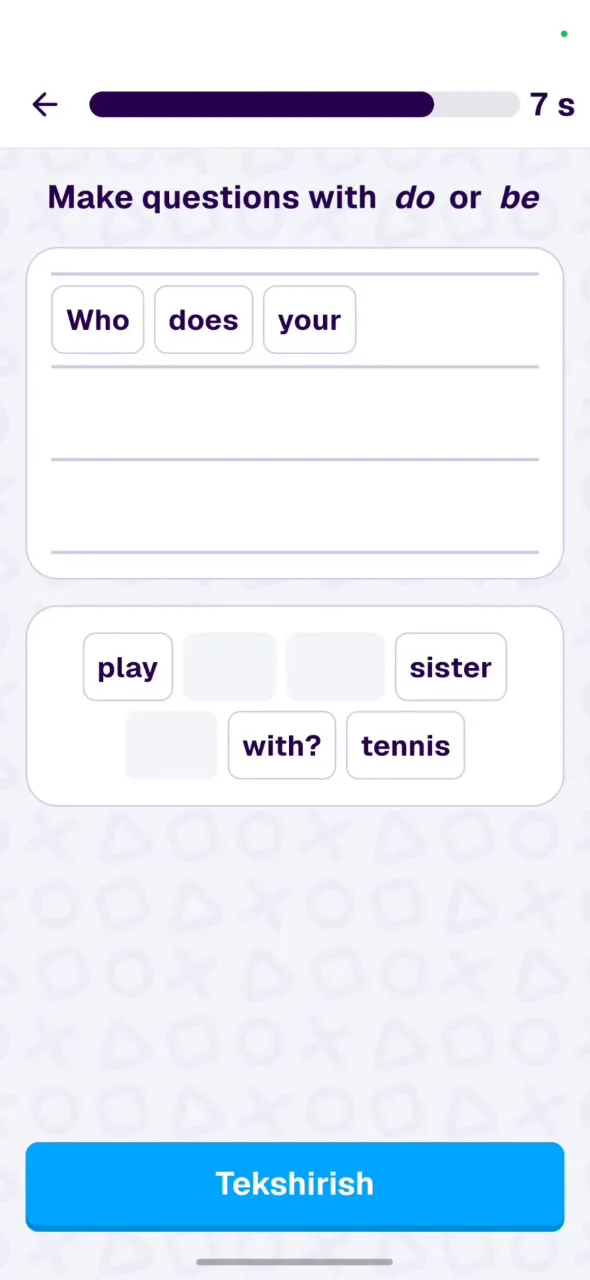 7 s
Make questions with do or be
Who does your
play sister
with? tennis
Tekshirish